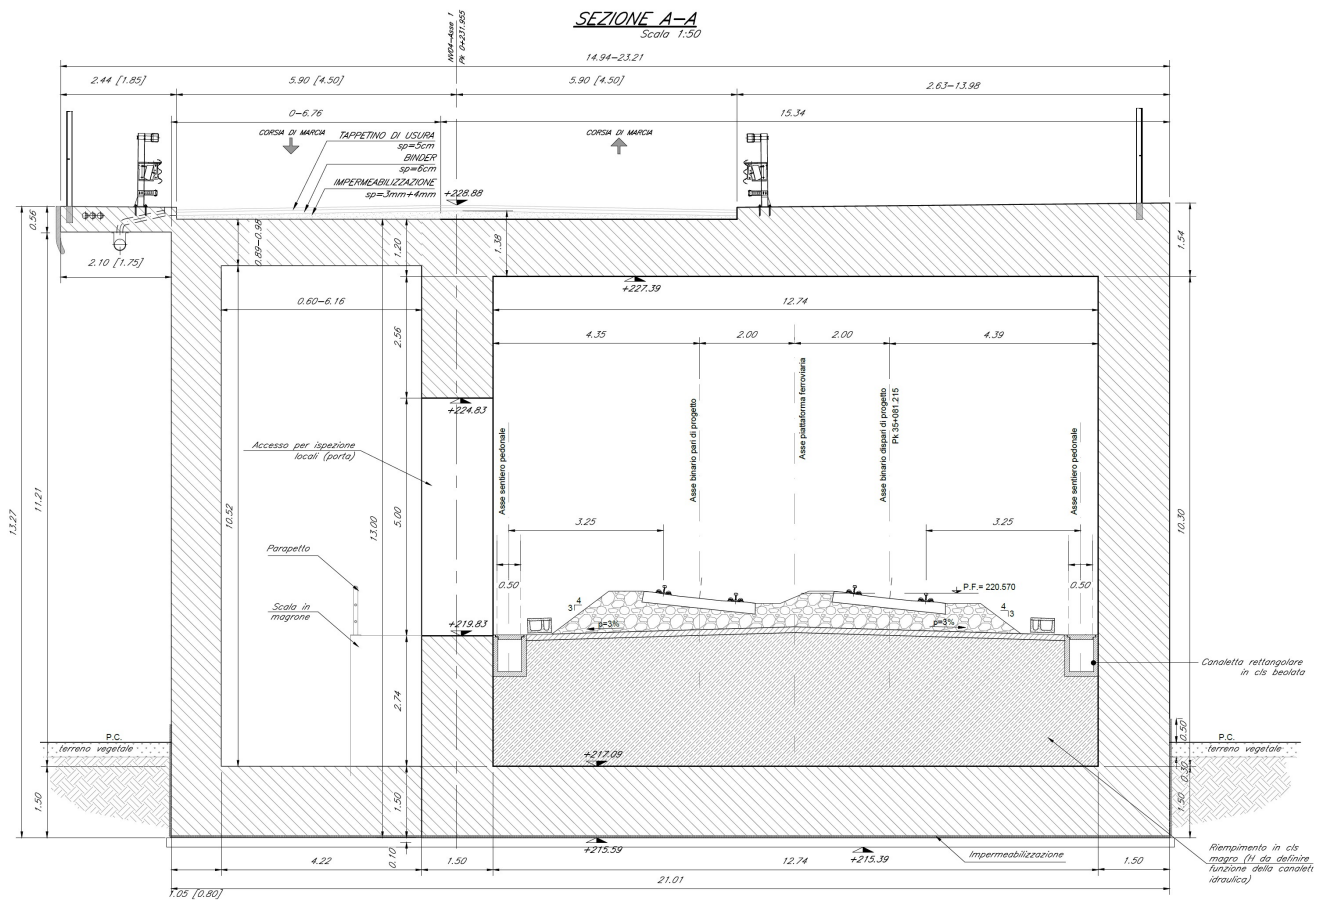 SEZIONE A-A
Scala 1:50
NV04-Asse 1
Pk 0+231.955
14.94-23.21
2.44 [1.85]
5.90 [4.50]
5.90 [4.50]
2.63-13.98
0-6.76
15.34
CORSIA DI MARCIA
CORSIA DI MARCIA
TAPPETINO DI USURA
sp=5cm
BINDER
sp=6cm
IMPERMEABILIZZAZIONE
sp=3mm+4mm
+228.88
0.56
2.10 [1.75]
0.89-0.98
1.20
1.38
1.54
+227.39
0.60-6.16
12.74
4.35
2.00
2.00
4.39
2.56
+224.83
Asse sentiero pedonale
Asse binario pari di progetto
Asse piattaforma ferroviaria
Asse binario dispari di progetto
Pk 35+081.215
Asse sentiero pedonale
Accesso per ispezione
locali (porta)
13.27
11.21
10.52
13.00
5.00
10.30
3.25
3.25
Parapetto
0.50
0.50
P.F.= 220.570
Scala in
magrone
4
3
4
3
p=3%
p=3%
+219.83
Canaletta rettangolare
in cls beolata
2.74
P.C.
terreno vegetale
0.50
P.C.
terreno vegetale
+217.09
0.30
1.50
1.50
1.50
0.10
+215.59
+215.39
Impermeabilizzazione
Riempimento in cls
magro (H da definire
funzione della canalett
idraulica)
4.22
1.50
12.74
1.50
21.01
1.05 [0.80]